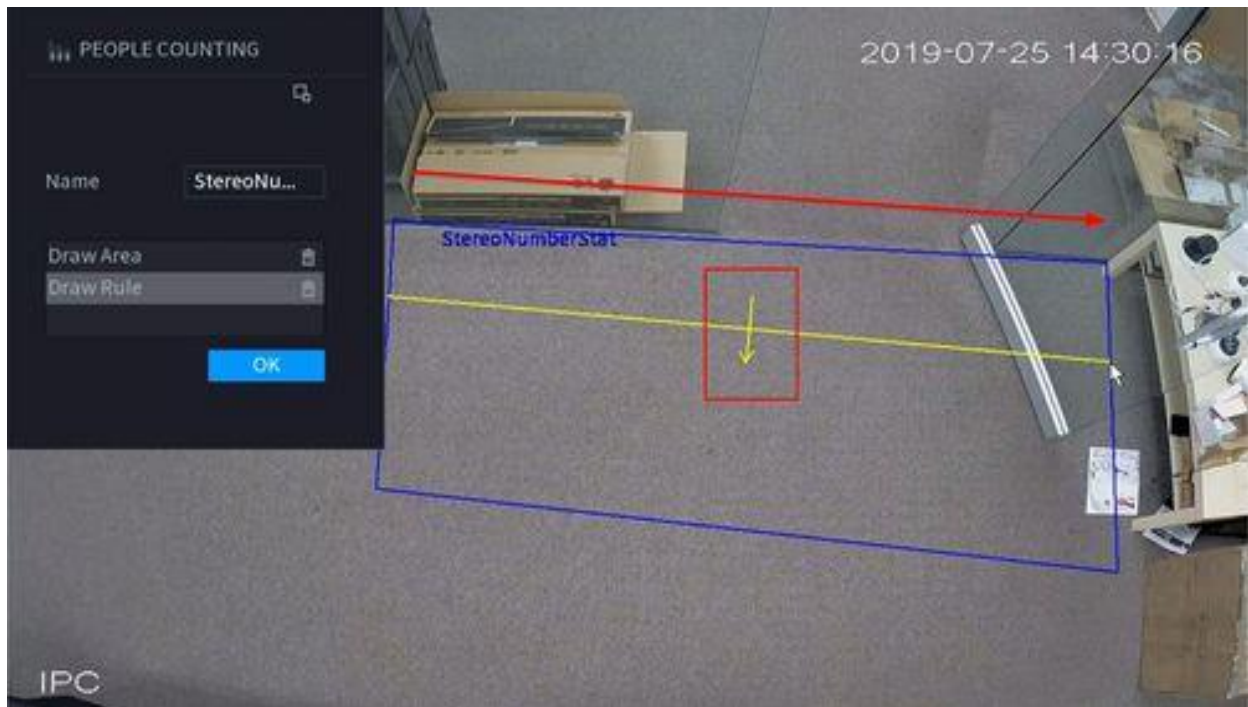 PEOPLE COUNTING
2019-07-25 14:30:16
Name
StereoNu...
StereoNumberStat
Draw Area
Draw Rule
OK
IPC